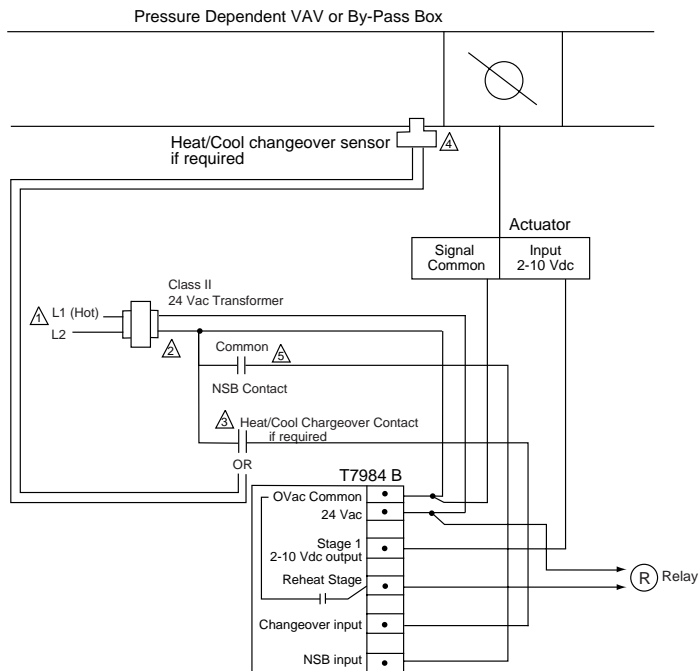 Pressure Dependent VAV or By-Pass Box
Heat/Cool changeover sensor
if required
4
Actuator
Signal
Common
Input
2-10 Vdc
Class II
24 Vac Transformer
1
L1 (Hot)
L2
2
Common
5
NSB Contact
3
Heat/Cool Chargeover Contact
if required
OR
T7984 B
OVac Common
24 Vac
Stage 1
2-10 Vdc output
Reheat Stage
R
Relay
Changeover input
NSB input